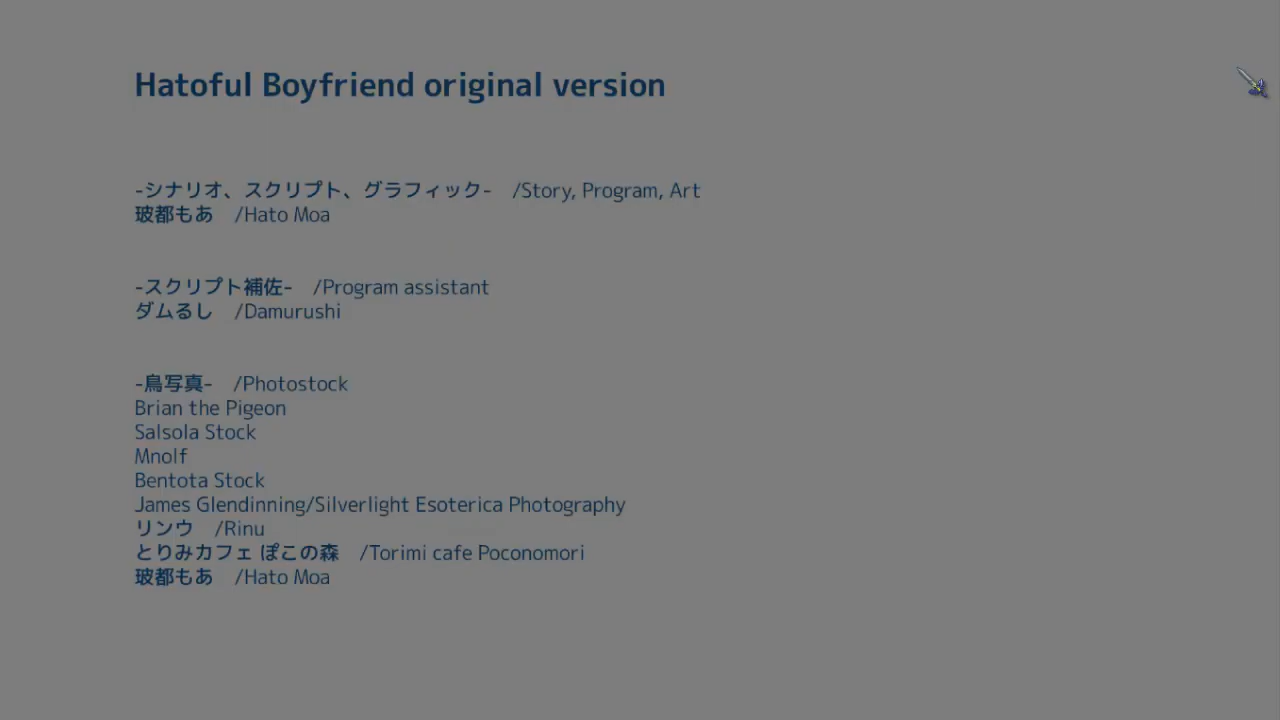 Hatoful Boyfriend original version
-シナリオ、スクリプト、グラフィック-　/Story, Program, Art
玻都もあ　/Hato Moa
-スクリプト補佐-　/Program assistant
ダムるし　/Damurushi
-鳥写真-　/Photostock
Brian the Pigeon
Salsola Stock
Mnolf
Bentota Stock
James Glendinning/Silverlight Esoterica Photography
リンウ　/Rinu
とりみカフェ ぽこの森　/Torimi cafe Poconomori
玻都もあ　/Hato Moa